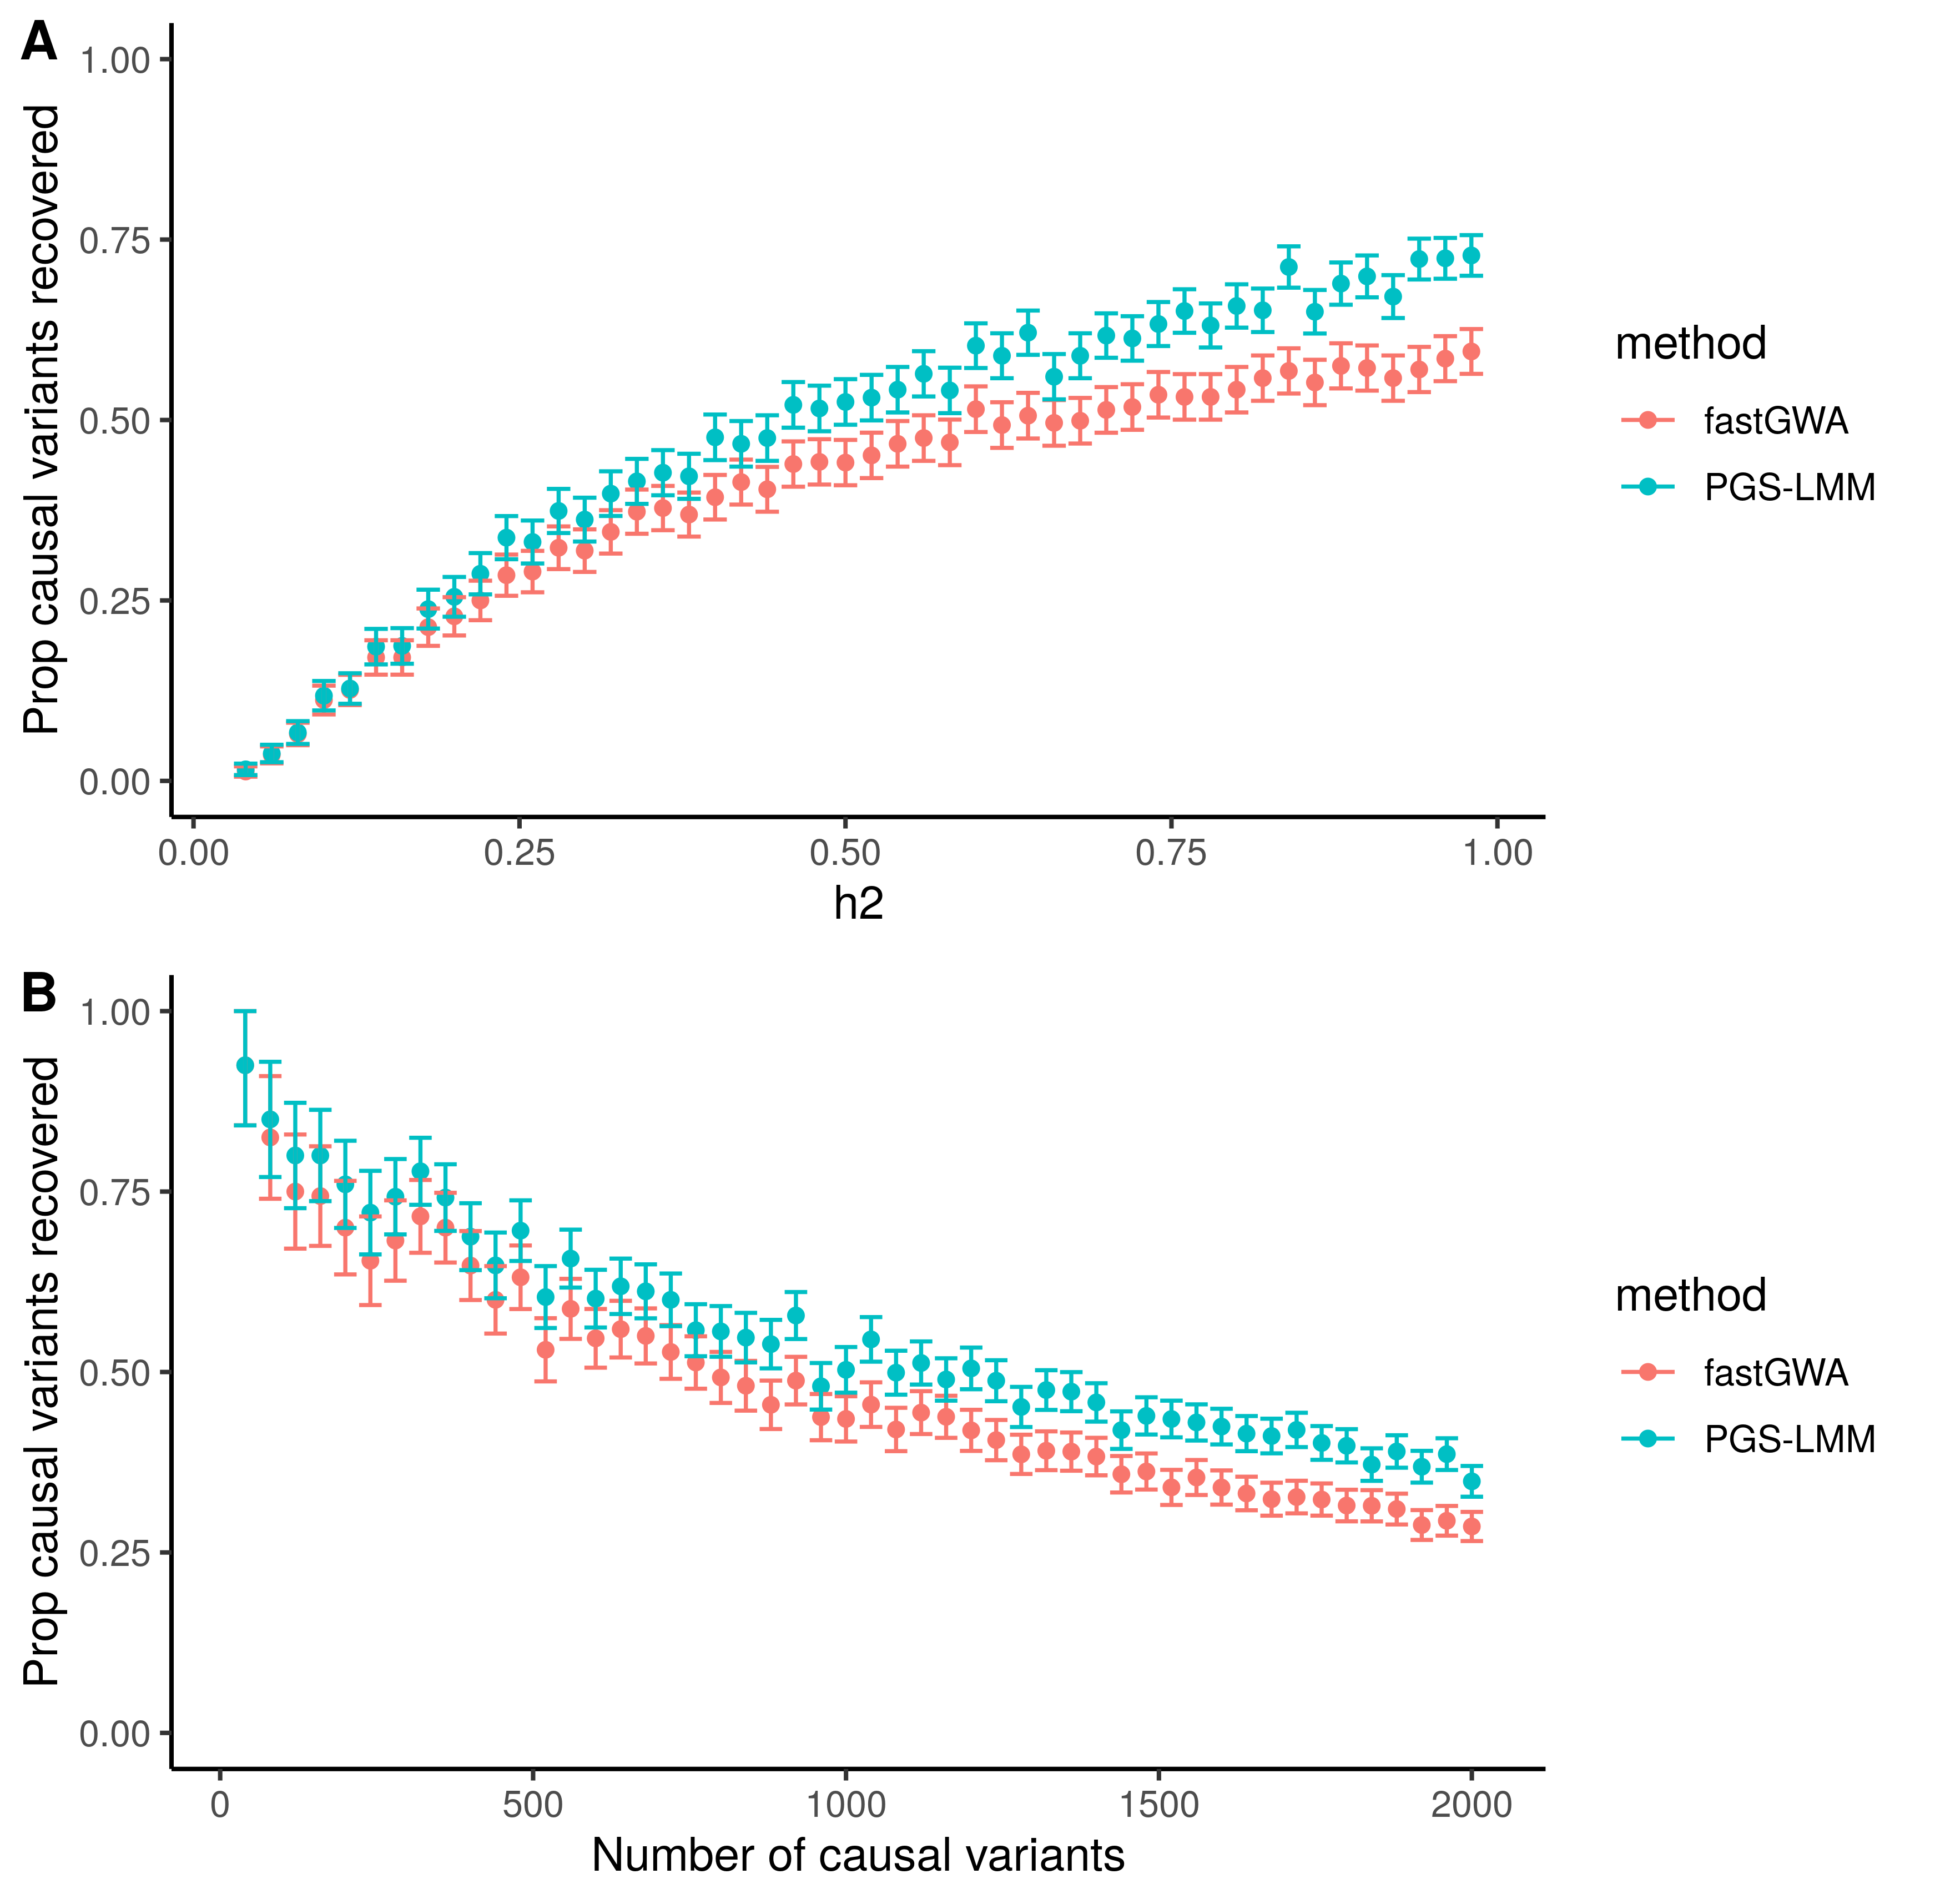 A
Prop causal variants recovered
1.00
0.75
0.50
0.25
0.00
0.00 0.25 0.50 0.75 1.00
h2
method
fastGWA
PGS-LMM
B
Prop causal variants recovered
1.00
0.75
0.50
0.25
0.00
0 500 1000 1500 2000
Number of causal variants
method
fastGWA
PGS-LMM